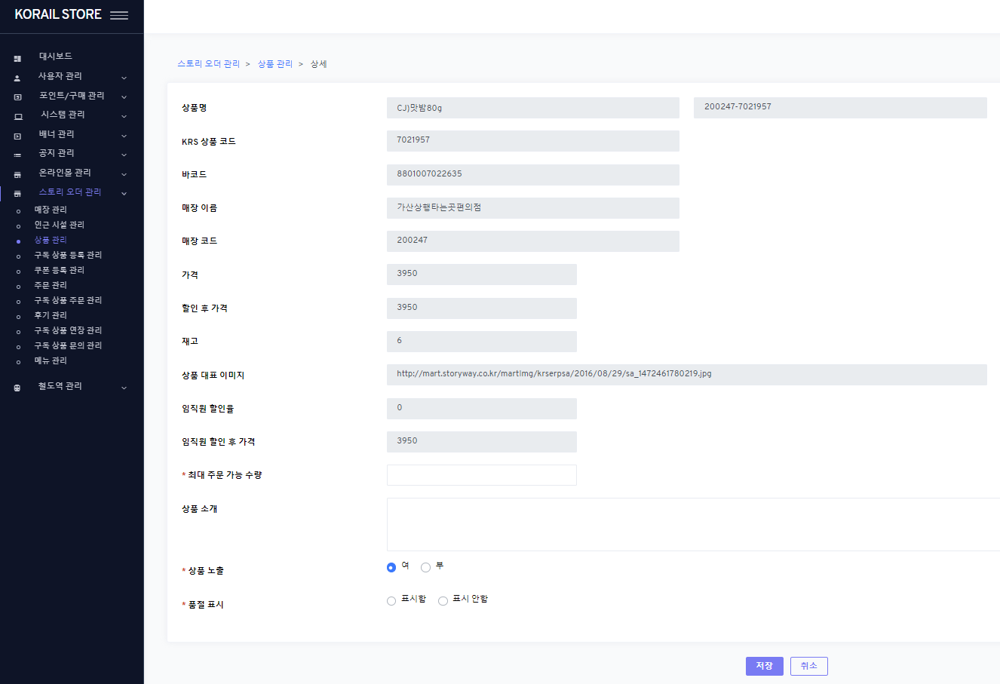 KORAIL STORE
대시보드
사용자 관리
포인트/구매 관리
시스템 관리
배너 관리
공지 관리
온라인몰 관리
스토리 오더 관리
매장 관리
인근 시설 관리
상품 관리
구독 상품 등록 관리
쿠폰 등록 관리
주문 관리
구독 상품 주문 관리
후기 관리
구독 상품 연장 관리
구독 상품 문의 관리
메뉴 관리
철도역 관리
스토리 오더 관리 > 상품 관리 > 상세
상품명 CJ)맛밤80g 200247-7021957
KRS 상품 코드 7021957
바코드 8801007022635
매장 이름 가산상행타는곳편의점
매장 코드 200247
가격 3950
할인 후 가격 3950
재고 6
상품 대표 이미지 http://mart.storyway.co.kr/martimg/krserpsa/2016/08/29/sa_1472461780219.jpg
임직원 할인율 0
임직원 할인 후 가격 3950
* 최대 주문 가능 수량
상품 소개
* 상품 노출 여 부
* 품절 표시 표시함 표시 안함
저장 취소